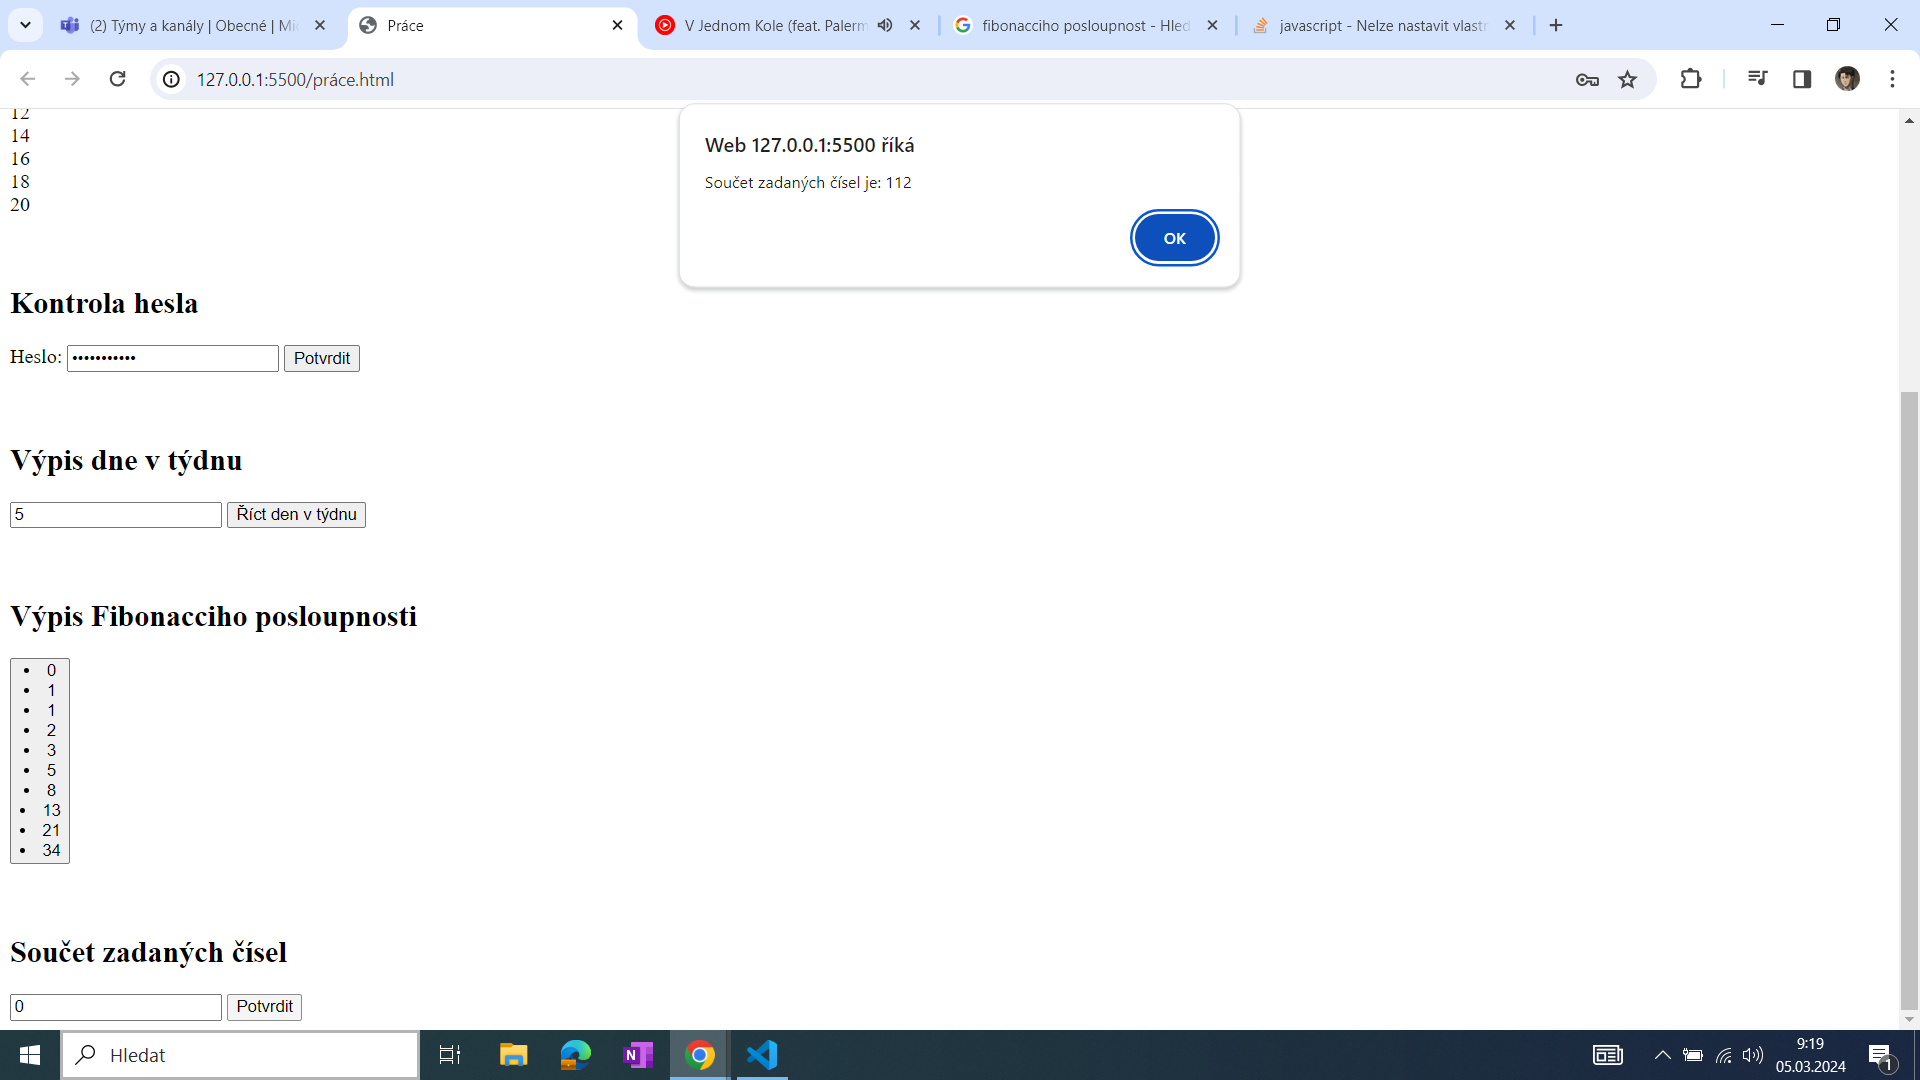 (2) Týmy a kanály | Obecné | Mi
Práce
V Jednom Kole (feat. Palerm
fibonacciho posloupnost - Hled
javascript - Nelze nastavit vlastn
127.0.0.1:5500/práce.html
12
14
16
18
20
Web 127.0.0.1:5500 říká
Součet zadaných čísel je: 112
OK
Kontrola hesla
Heslo: ••••••••••• Potvrdit
Výpis dne v týdnu
5 Říct den v týdnu
Výpis Fibonacciho posloupnosti
• 0
• 1
• 1
• 2
• 3
• 5
• 8
• 13
• 21
• 34
Součet zadaných čísel
0 Potvrdit
Hledat
9:19
05.03.2024
1